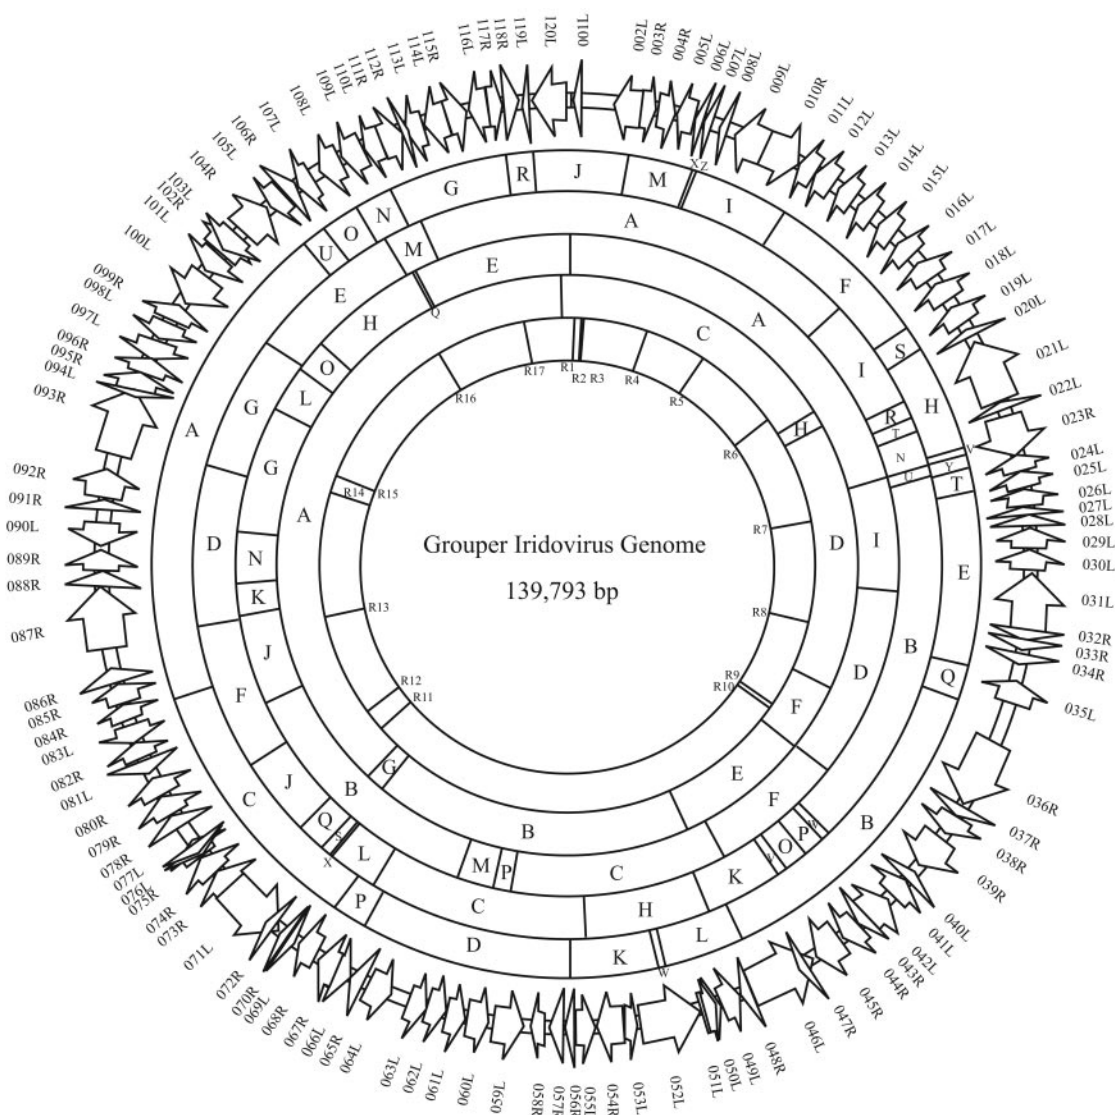 001L
002L
003R
004R
005L
006L
007L
008L
009L
010R
011L
012L
013L
014L
015L
016L
017L
018L
019L
020L
021L
022L
023R
024L
025L
026L
027L
028L
029L
030L
031L
032R
033R
034R
035L
036R
037R
038R
039R
040L
041L
042L
043R
044R
045R
047R
046L
048R
049L
050L
051L
052L
053L
054R
055L
056R
057R
058R
059L
060L
061L
062L
063L
064L
065R
066L
067R
068R
069L
070R
072R
071L
073R
074R
075R
076L
077L
078R
079R
080R
081L
082R
083L
084R
085R
086R
087R
088R
089R
090L
091R
092R
093R
094L
095R
096R
097L
098L
099R
100L
101L
102R
103L
104R
105L
106R
107L
108L
109L
110L
111R
112R
113L
114L
115R
116L
117R
118R
119L
120L
J
M
X
Z
I
F
S
H
V
Y
T
E
Q
B
L
W
K
D
P
C
A
U
O
N
G
R
A
I
R
T
N
U
B
W
P
O
V
K
H
C
L
S
X
Q
J
F
D
G
E
M
A
I
D
F
C
P
M
B
J
K
N
G
L
O
H
Q
E
C
H
D
F
E
B
G
A
R1
R2
R3
R4
R5
R6
R7
R8
R9
R10
R11
R12
R13
R14
R15
R16
R17
Grouper Iridovirus Genome
139,793 bp